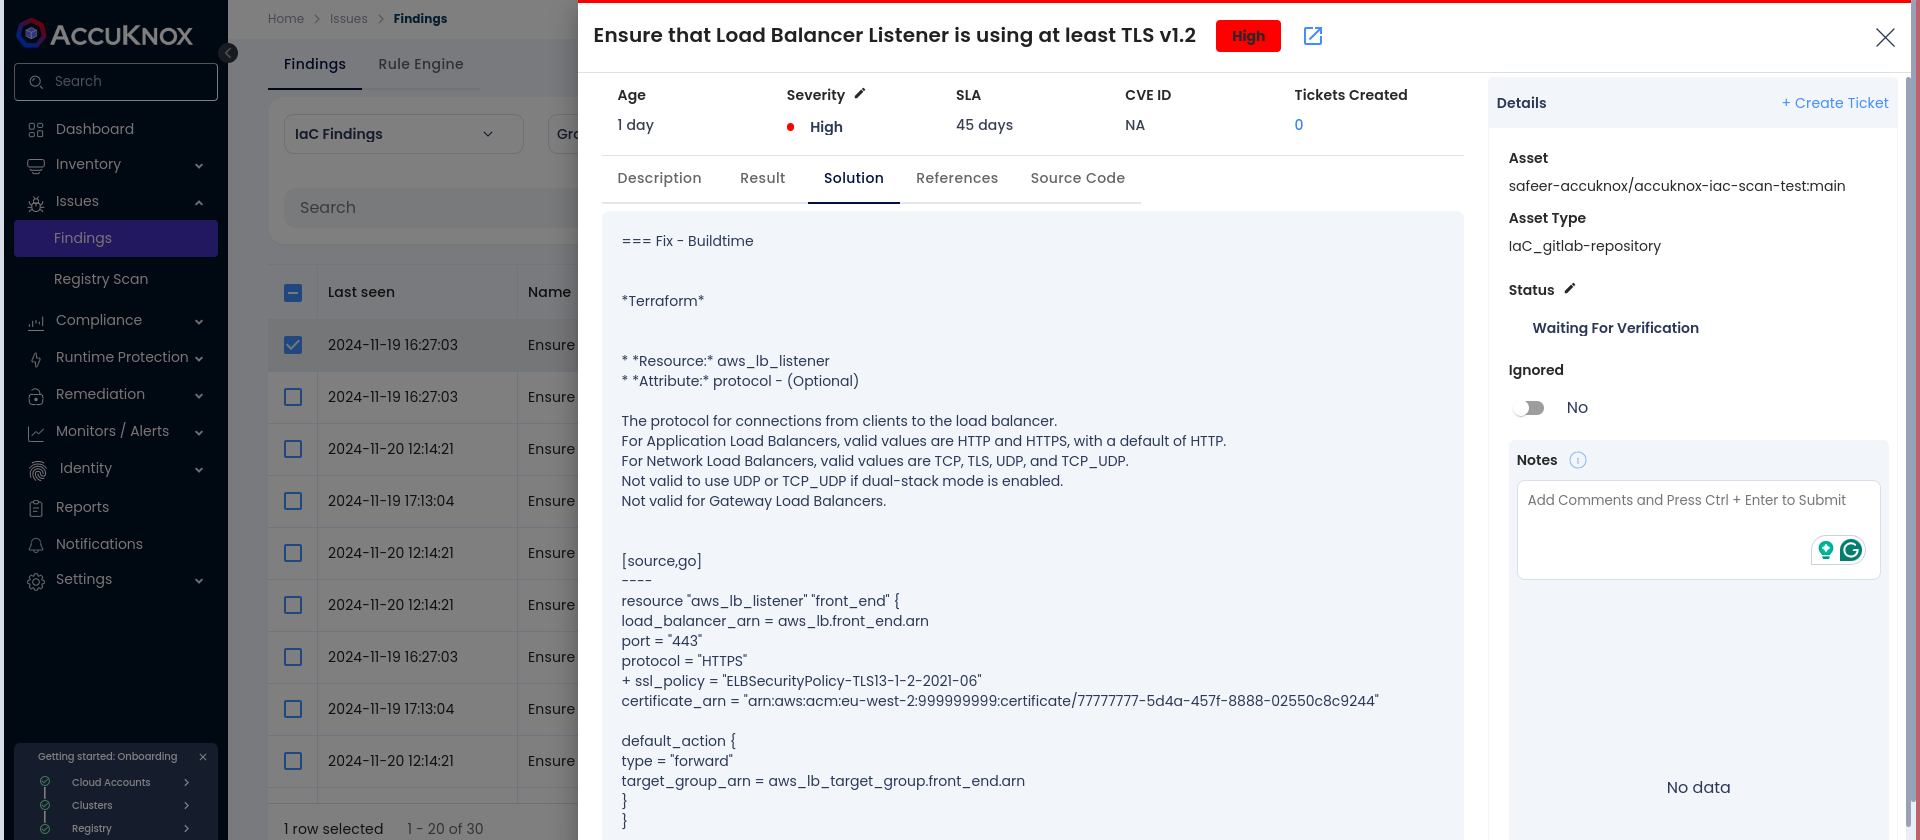 ACCUKNOX
Search
Dashboard
Inventory
Issues
Findings
Registry Scan
Compliance
Runtime Protection
Remediation
Monitors / Alerts
Identity
Reports
Notifications
Settings
Getting started: Onboarding
Cloud Accounts
Clusters
Registry
Home > Issues > Findings
Findings Rule Engine
IaC Findings
Search
Last seen Name
2024-11-19 16:27:03 Ensure
2024-11-19 16:27:03 Ensure
2024-11-20 12:14:21 Ensure
2024-11-19 17:13:04 Ensure
2024-11-20 12:14:21 Ensure
2024-11-20 12:14:21 Ensure
2024-11-19 16:27:03 Ensure
2024-11-19 17:13:04 Ensure
2024-11-20 12:14:21 Ensure
1 row selected 1 - 20 of 30
Ensure that Load Balancer Listener is using at least TLS v1.2 High
Age Severity SLA CVE ID Tickets Created
1 day High 45 days NA 0
Description Result Solution References Source Code
=== Fix - Buildtime
*Terraform*
* *Resource:* aws_lb_listener
* *Attribute:* protocol - (Optional)
The protocol for connections from clients to the load balancer.
For Application Load Balancers, valid values are HTTP and HTTPS, with a default of HTTP.
For Network Load Balancers, valid values are TCP, TLS, UDP, and TCP_UDP.
Not valid to use UDP or TCP_UDP if dual-stack mode is enabled.
Not valid for Gateway Load Balancers.
[source,go]
----
resource "aws_lb_listener" "front_end" {
load_balancer_arn = aws_lb.front_end.arn
port = "443"
protocol = "HTTPS"
+ ssl_policy = "ELBSecurityPolicy-TLS13-1-2-2021-06"
certificate_arn = "arn:aws:acm:eu-west-2:999999999:certificate/77777777-5d4a-457f-8888-02550c8c9244"
default_action {
type = "forward"
target_group_arn = aws_lb_target_group.front_end.arn
}
}
Details + Create Ticket
Asset
safeer-accuknox/accuknox-iac-scan-test:main
Asset Type
IaC_gitlab-repository
Status
Waiting For Verification
Ignored
No
Notes
Add Comments and Press Ctrl + Enter to Submit
No data